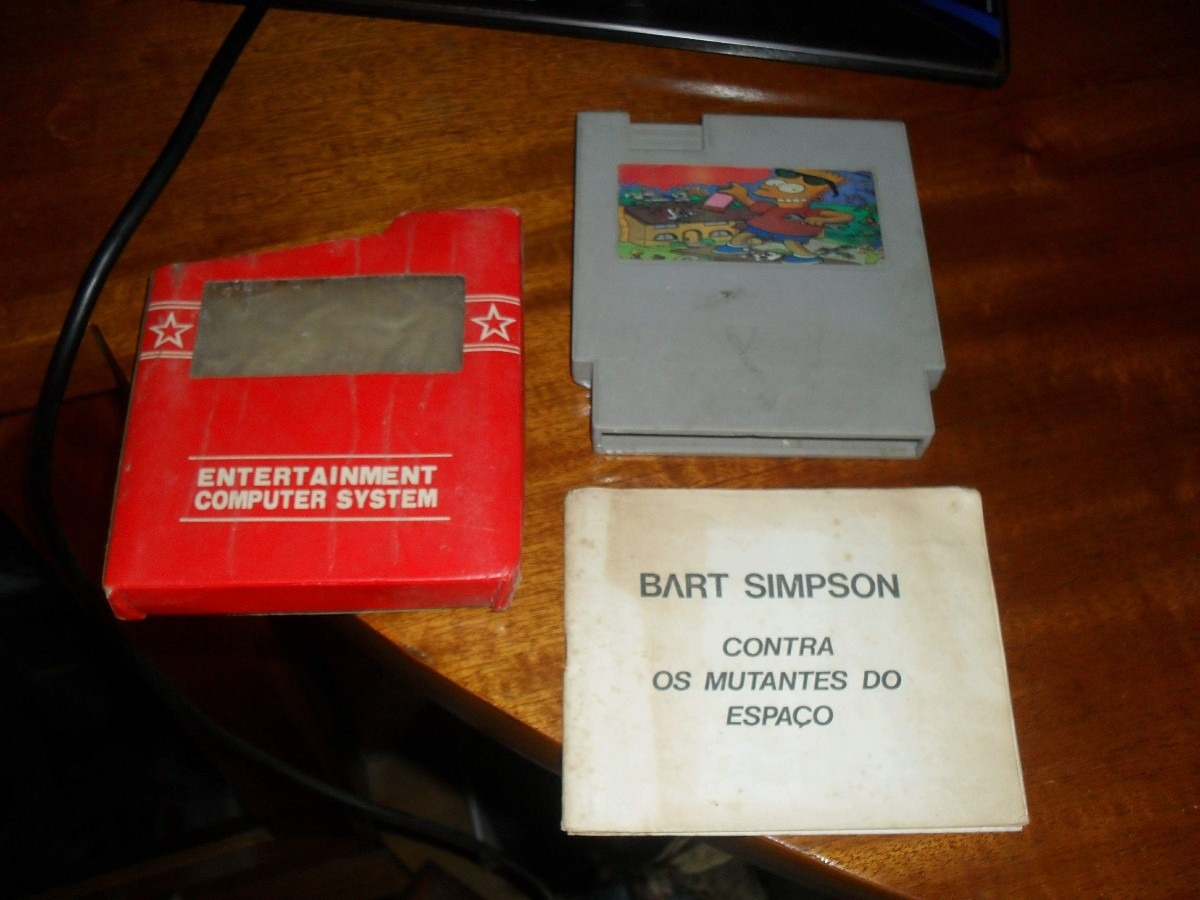 ENTERTAINMENT
COMPUTER SYSTEM
BART SIMPSON
CONTRA
OS MUTANTES DO
ESPAÇO